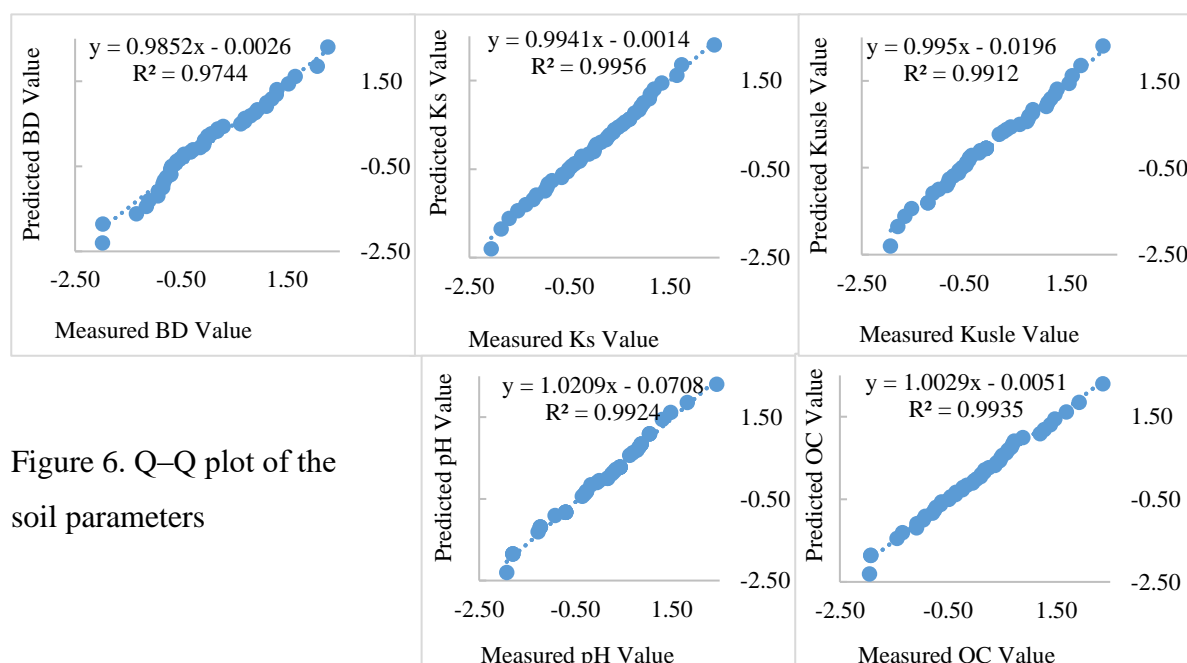 y = 0.9852x - 0.0026
R² = 0.9744
Predicted BD Value
1.50
-0.50
-2.50
-2.50 -0.50 1.50
Measured BD Value
y = 0.9941x - 0.0014
R² = 0.9956
Predicted Ks Value
1.50
-0.50
-2.50
-2.50 -0.50 1.50
Measured Ks Value
y = 0.995x - 0.0196
R² = 0.9912
Predicted Kusle Value
1.50
-0.50
-2.50
-2.50 -0.50 1.50
Measured Kusle Value
y = 1.0209x - 0.0708
R² = 0.9924
Predicted pH Value
1.50
-0.50
-2.50
-2.50 -0.50 1.50
Measured pH Value
y = 1.0029x - 0.0051
R² = 0.9935
Predicted OC Value
1.50
-0.50
-2.50
-2.50 -0.50 1.50
Measured OC Value
Figure 6. Q–Q plot of the
soil parameters